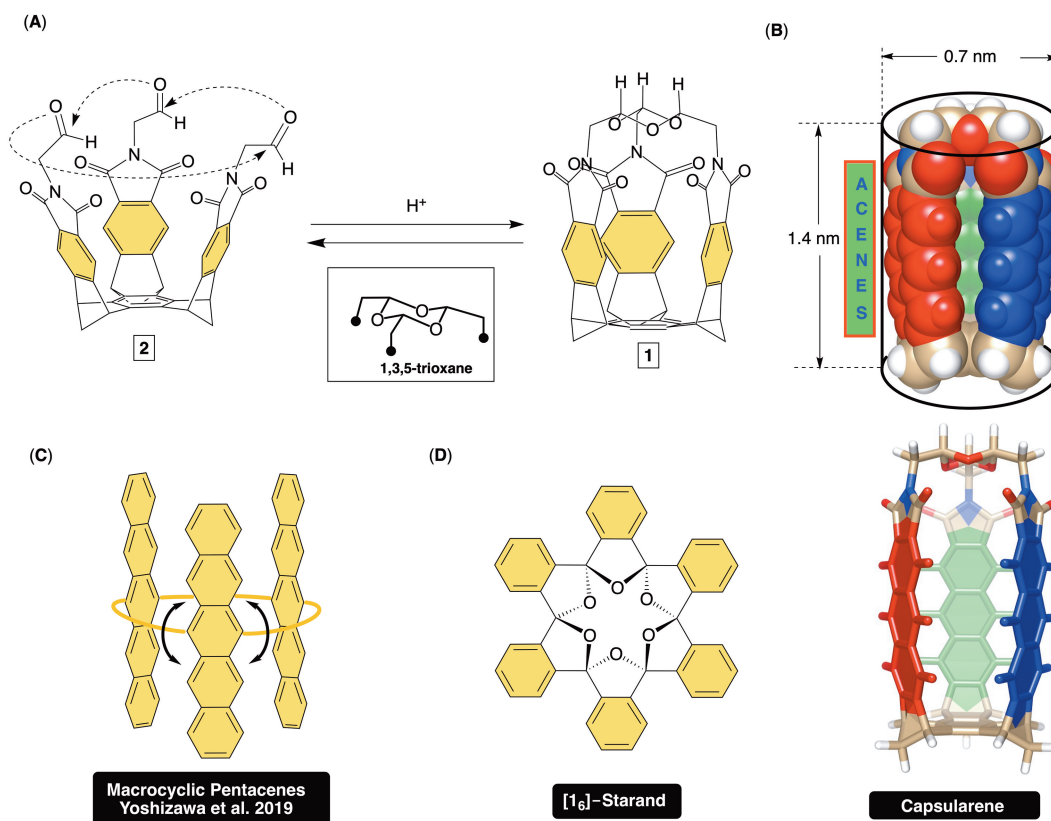 (A)
O
H
O
H
O
H
N
N
N
O
O
O
O
O
O
2
H+
1,3,5-trioxane
H
H
H
O
O
O
N
N
N
O
O
O
O
O
O
1
(B)
0.7 nm
1.4 nm
ACENES
(C)
Macrocyclic Pentacenes
Yoshizawa et al. 2019
(D)
O
O
O
O
O
O
[1₆]–Starand
Capsularene